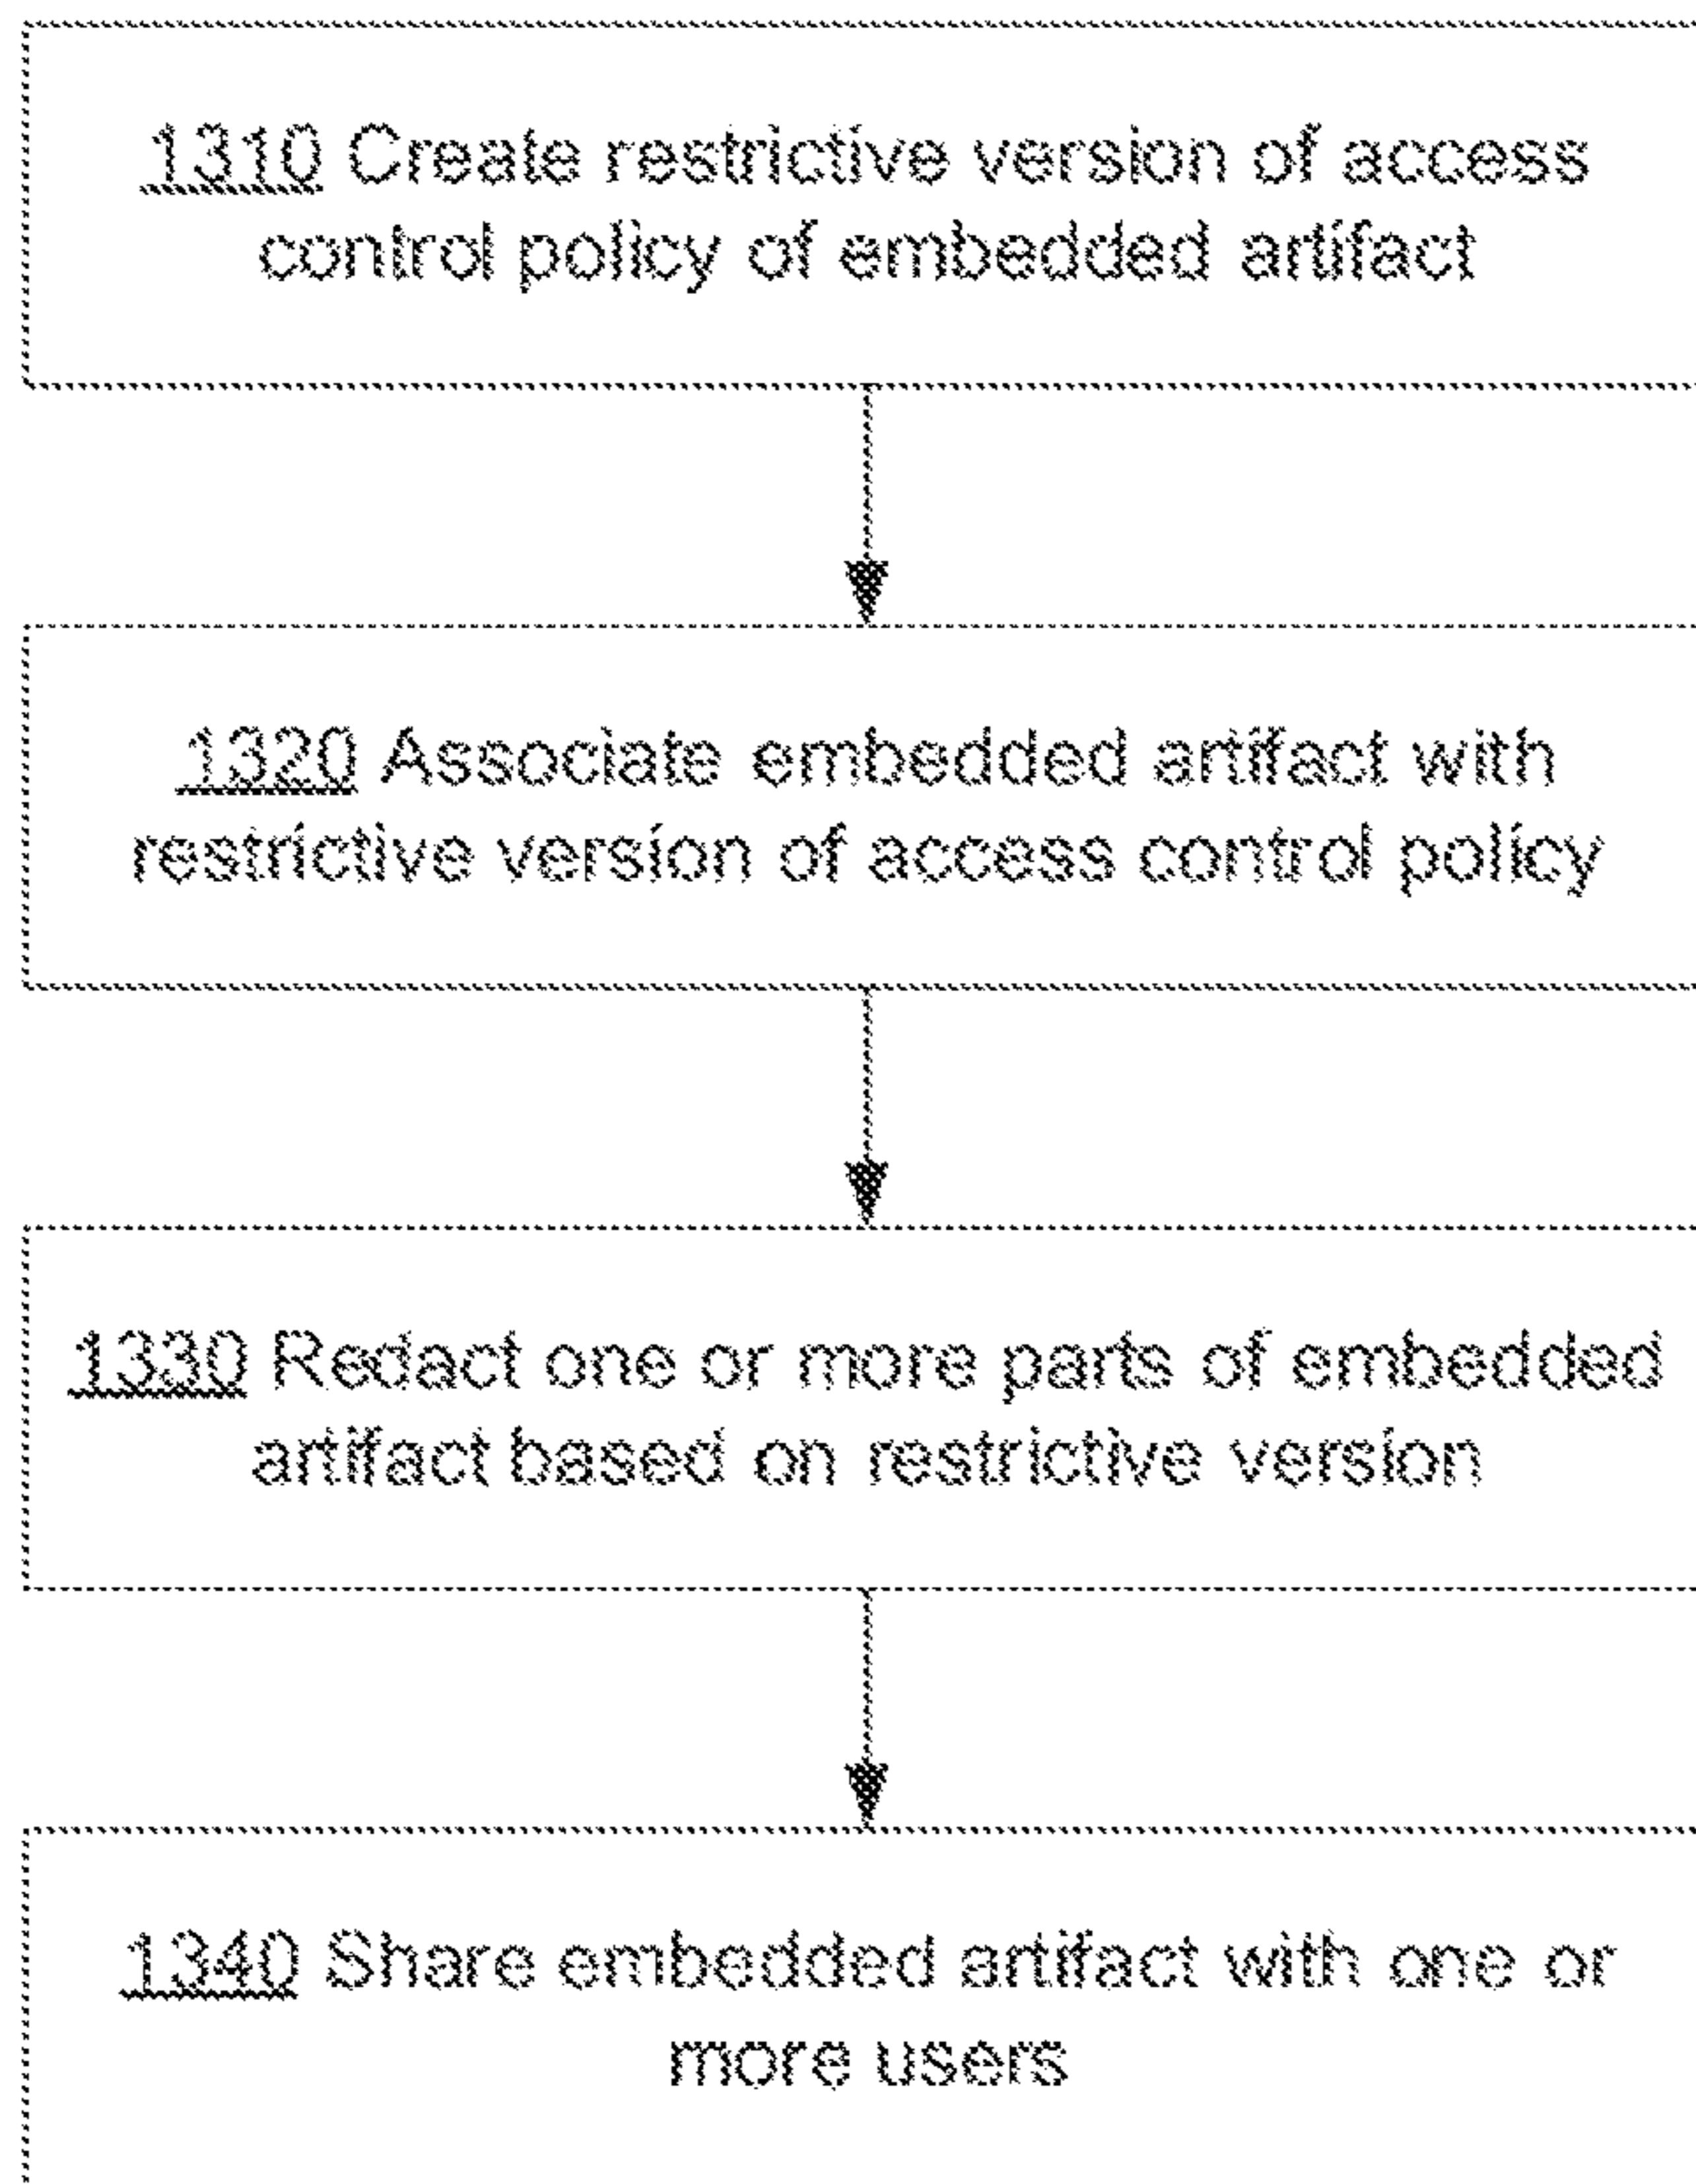 1310 Create restrictive version of access
control policy of embedded artifact
1320 Associate embedded artifact with
restrictive version of access control policy
1330 Redact one or more parts of embedded
artifact based on restrictive version
1340 Share embedded artifact with one or
more users